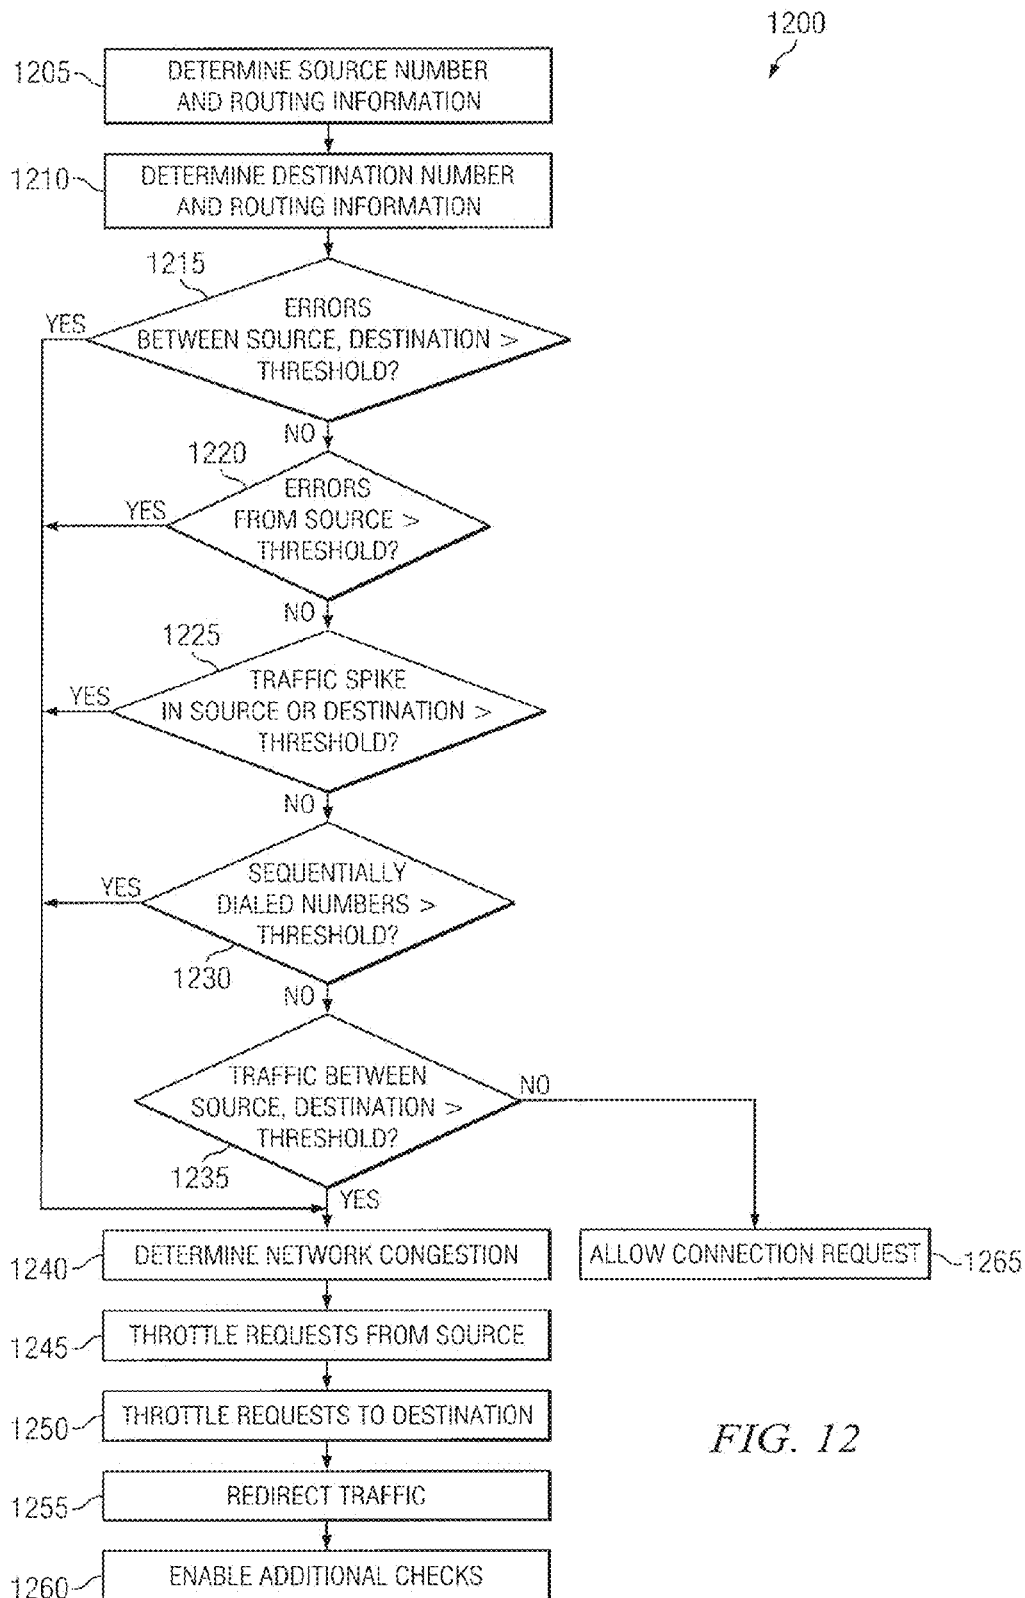 1200
1205
DETERMINE SOURCE NUMBER
AND ROUTING INFORMATION
1210
DETERMINE DESTINATION NUMBER
AND ROUTING INFORMATION
1215
YES
ERRORS
BETWEEN SOURCE, DESTINATION >
THRESHOLD?
NO
1220
YES
ERRORS
FROM SOURCE >
THRESHOLD?
NO
1225
YES
TRAFFIC SPIKE
IN SOURCE OR DESTINATION >
THRESHOLD?
NO
YES
SEQUENTIALLY
DIALED NUMBERS >
THRESHOLD?
1230
NO
TRAFFIC BETWEEN
SOURCE, DESTINATION >
THRESHOLD?
NO
1235
YES
1240
DETERMINE NETWORK CONGESTION
ALLOW CONNECTION REQUEST
1265
1245
THROTTLE REQUESTS FROM SOURCE
1250
THROTTLE REQUESTS TO DESTINATION
FIG. 12
1255
REDIRECT TRAFFIC
1260
ENABLE ADDITIONAL CHECKS